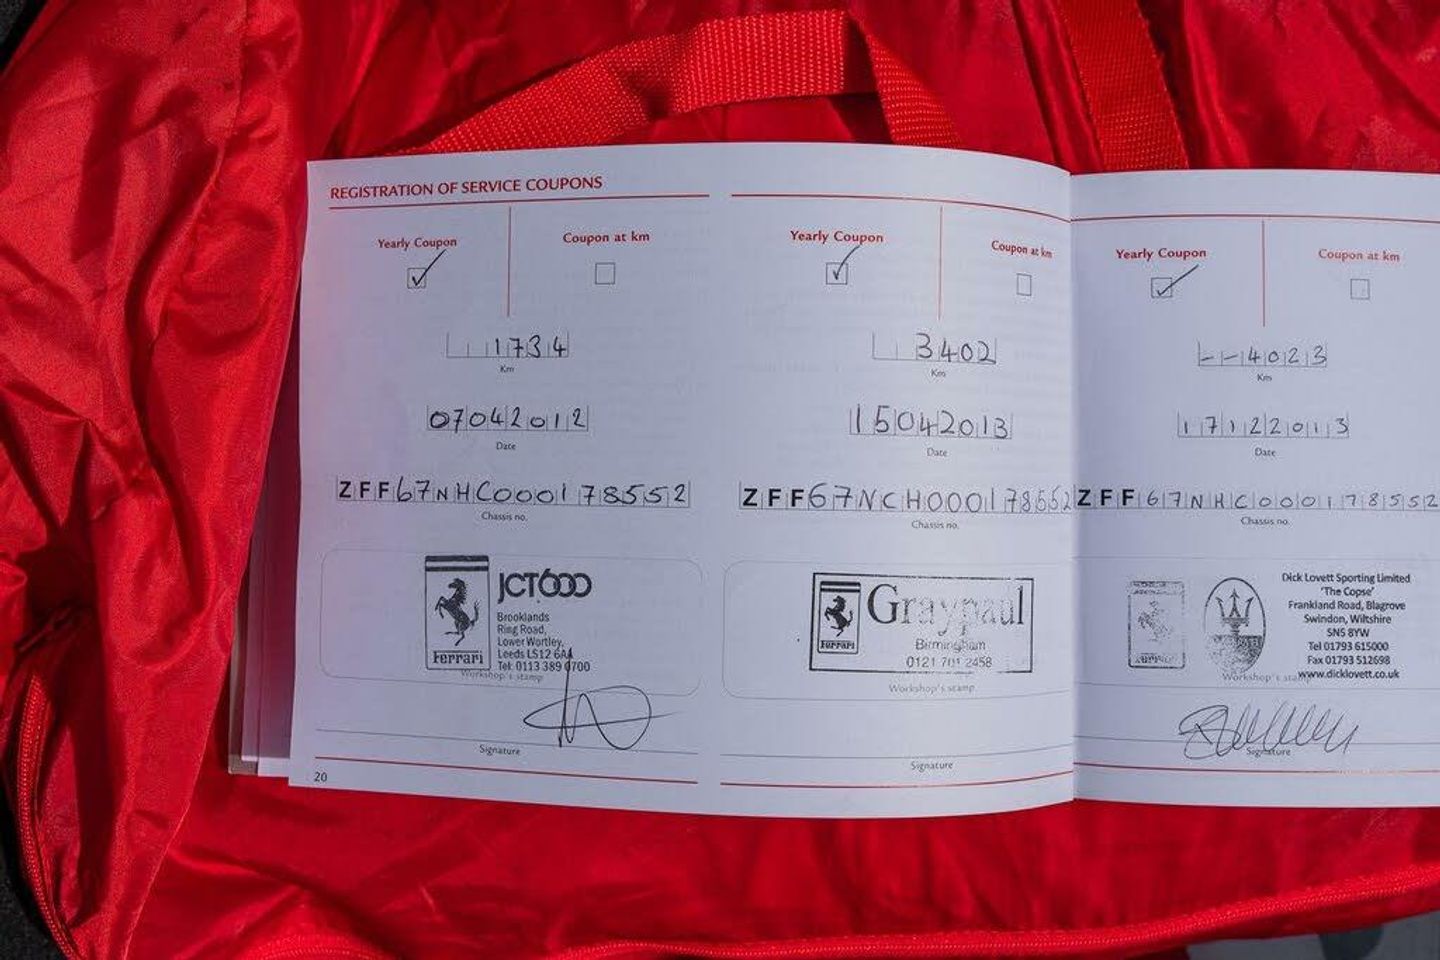 REGISTRATION OF SERVICE COUPONS
Yearly Coupon
Coupon at km
1734
Km
07042012
Date
ZFF67NHC000178552
Chassis no.
Ferrari
JCT600
Brooklands
Ring Road,
Lower Wortley,
Leeds LS12 6AA
Tel: 0113 389 0700
Workshop's stamp
Signature
20
Yearly Coupon
Coupon at km
3402
Km
15042013
Date
ZFF67NCH000178552
Chassis no.
Ferrari
Graypaul
Birmingham
0121 701 2458
Workshop's stamp
Signature
Yearly Coupon
Coupon at km
--4023
Km
17122013
Date
ZFF67NHC000178552
Chassis no.
Ferrari
Dick Lovett Sporting Limited
'The Copse'
Frankland Road, Blagrove
Swindon, Wiltshire
SN5 8YW
Tel 01793 615000
Fax 01793 512698
www.dicklovett.co.uk
Workshop's stamp
Signature